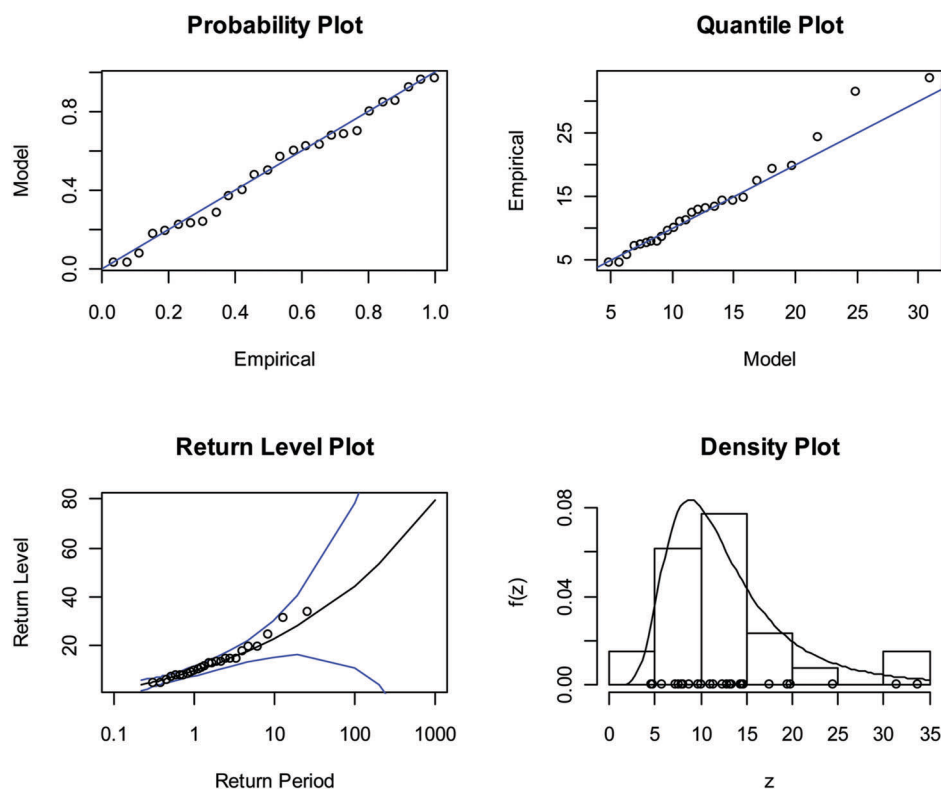 Probability Plot
Model
0.0 0.4 0.8
0.0 0.2 0.4 0.6 0.8 1.0
Empirical
Quantile Plot
Empirical
5 15 25
5 10 15 20 25 30
Model
Return Level Plot
Return Level
20 40 60 80
0.1 1 10 100 1000
Return Period
Density Plot
f(z)
0.00 0.04 0.08
0 5 10 15 20 25 30 35
z